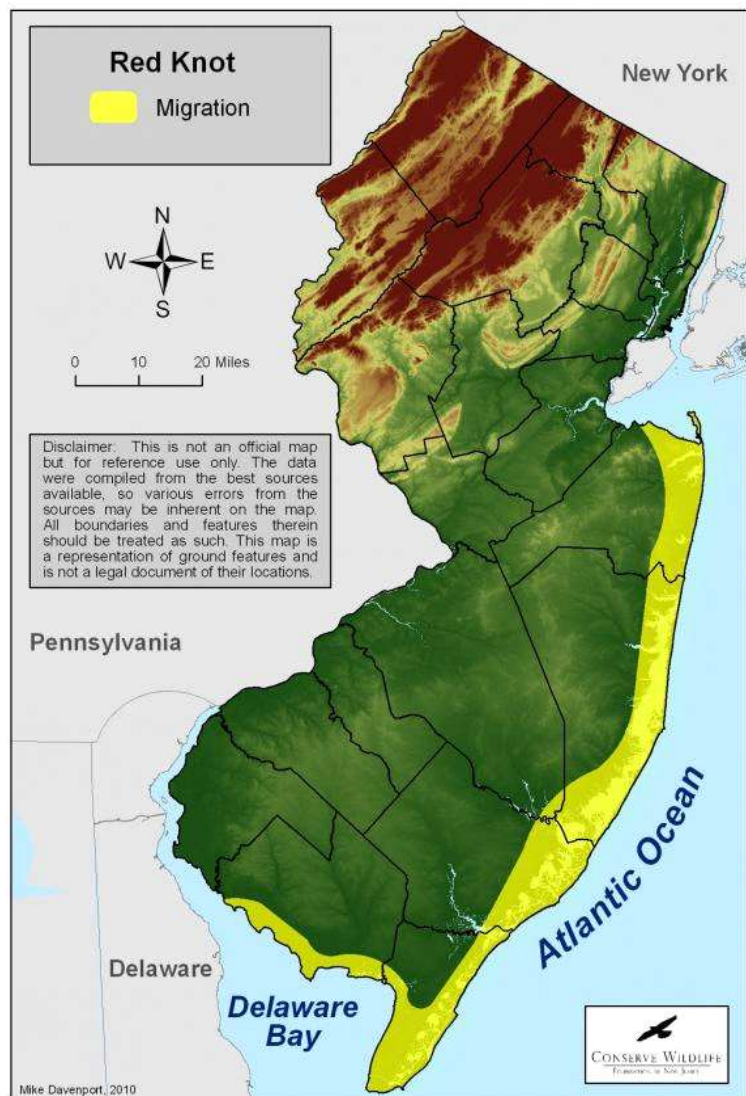 Red Knot
Migration
New York
N
W E
S
0 10 20 Miles
Disclaimer: This is not an official map
but for reference use only. The data
were compiled from the best sources
available, so various errors from the
sources may be inherent on the map.
All boundaries and features therein
should be treated as such. This map is
a representation of ground features and
is not a legal document of their locations.
Pennsylvania
Atlantic Ocean
Delaware
Delaware
Bay
CONSERVE WILDLIFE
FOUNDATION OF NEW JERSEY
Mike Davenport, 2010